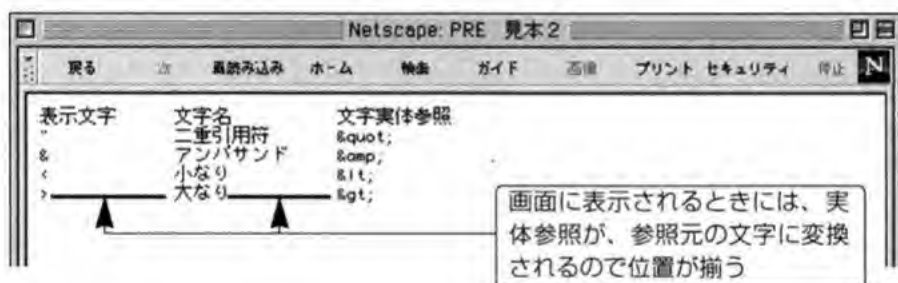 Netscape: PRE 見本2
戻る 次 再読み込み ホーム 検索 ガイド 画像 プリント セキュリティ 停止 N
表示文字 文字名 文字実体参照
" 二重引用符 &quot;
& アンパサンド &amp;
< 小なり &lt;
> 大なり &gt;
画面に表示されるときには、実
体参照が、参照元の文字に変換
されるので位置が揃う